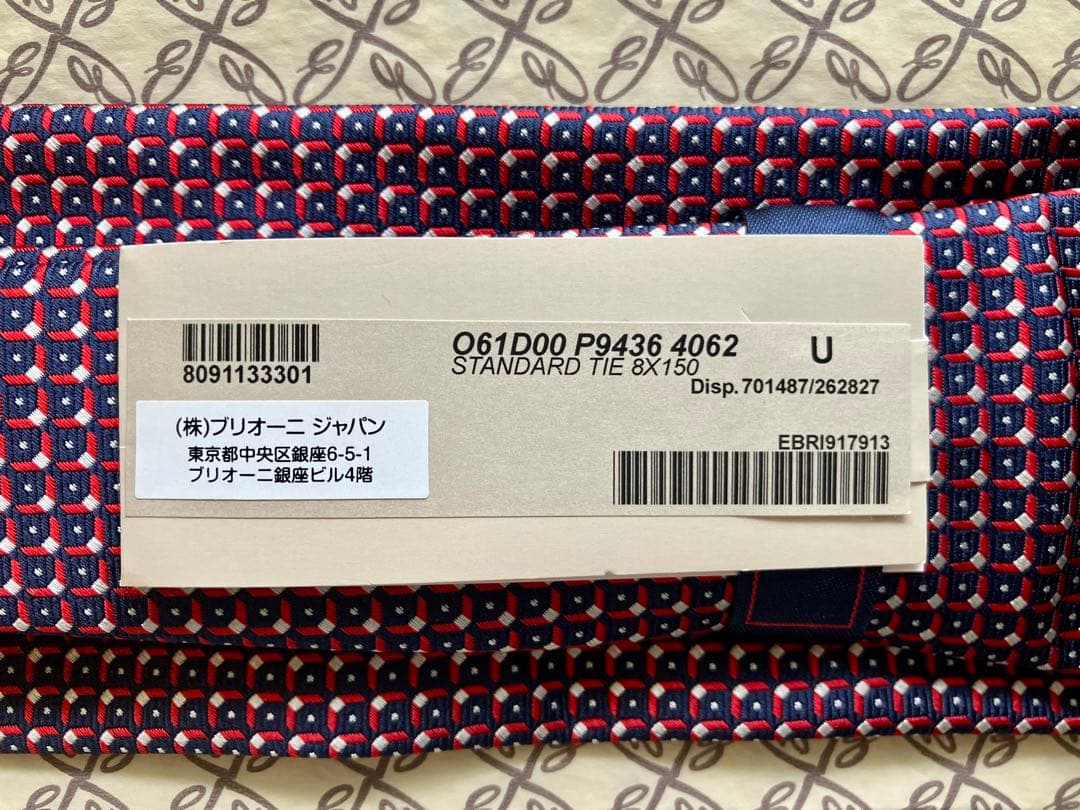 8091133301
O61D00 P9436 4062 U
STANDARD TIE 8X150
Disp.701487/262827
(株)ブリオーニ ジャパン
東京都中央区銀座6-5-1
ブリオーニ銀座ビル4階
EBRI917913